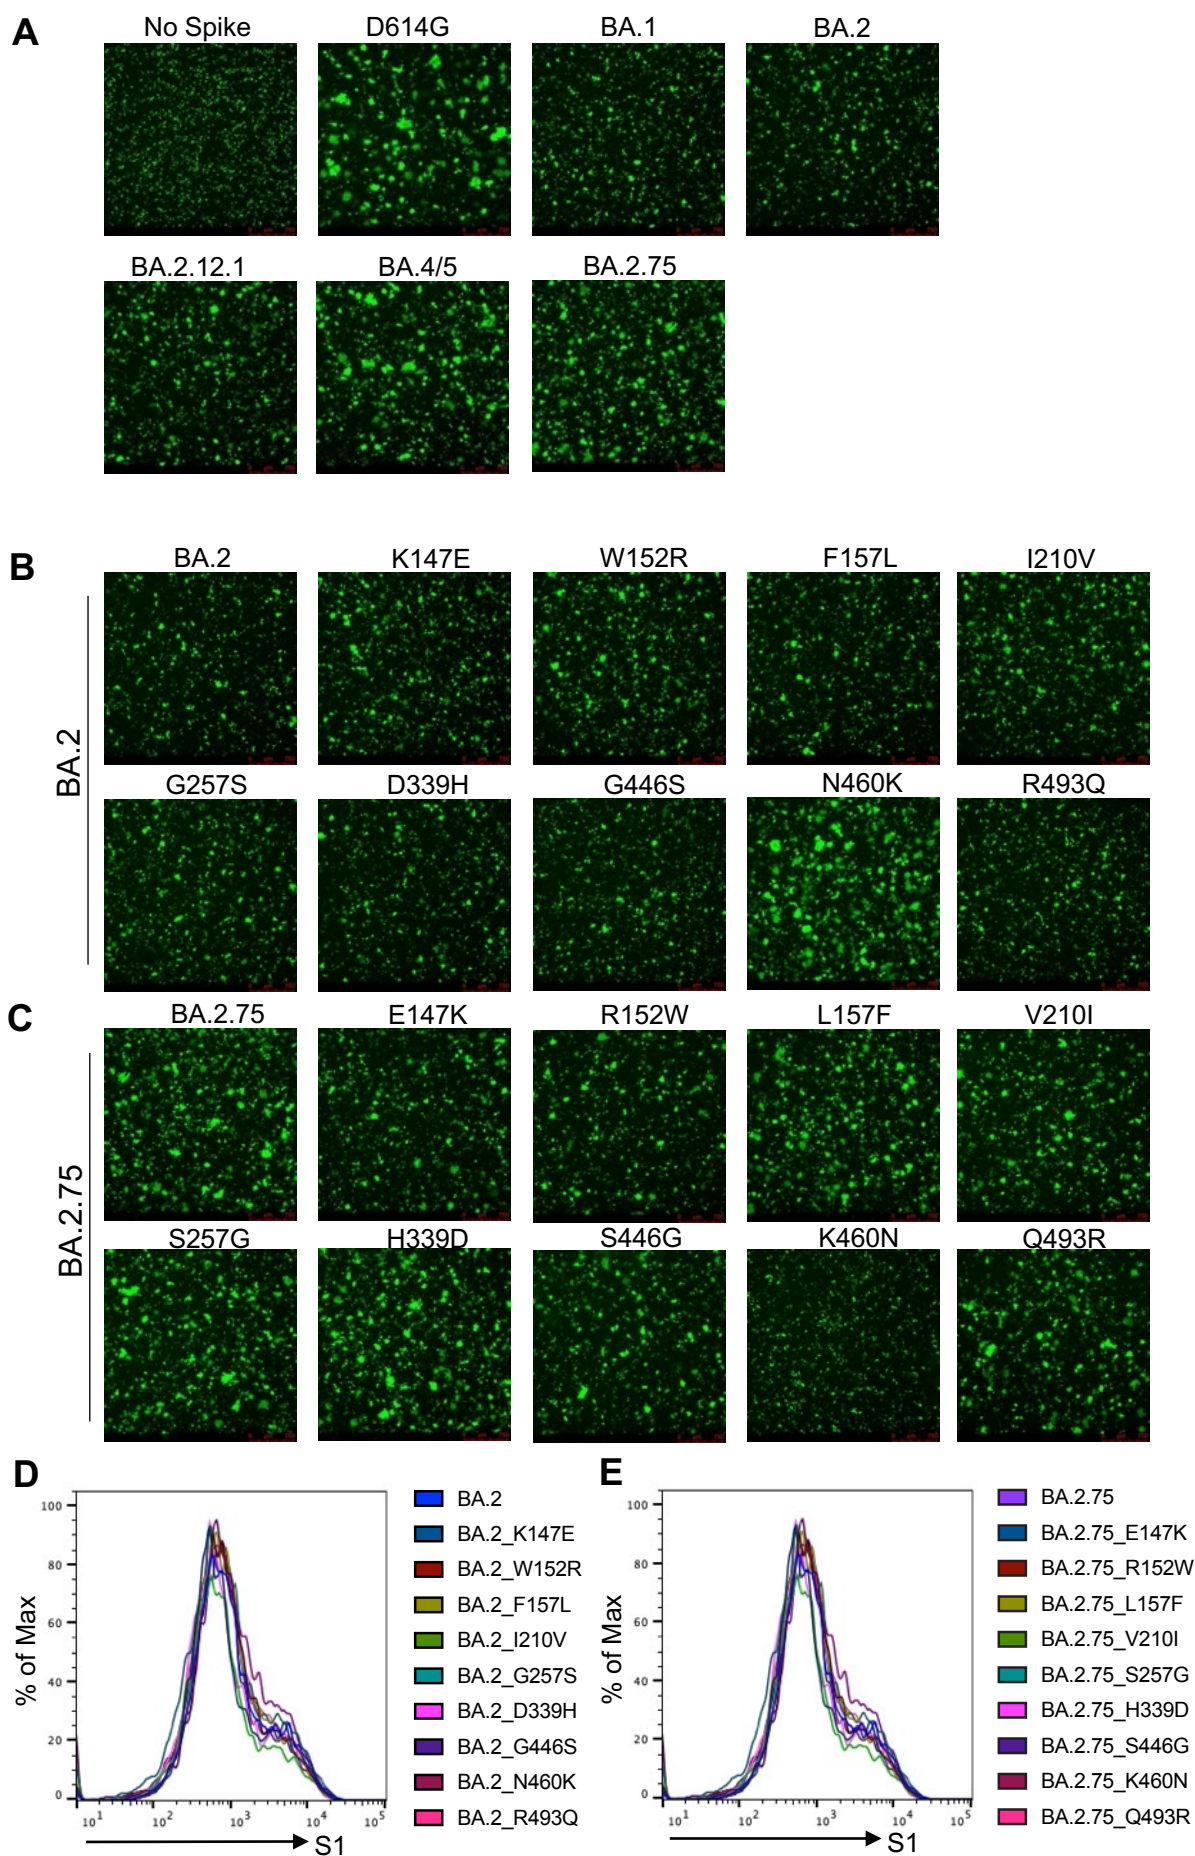 A
No Spike D614G BA.1 BA.2
BA.2.12.1 BA.4/5 BA.2.75
B
BA.2 K147E W152R F157L I210V
BA.2
G257S D339H G446S N460K R493Q
C
BA.2.75 E147K R152W L157F V210I
BA.2.75
S257G H339D S446G K460N Q493R
D
% of Max
100
80
60
40
20
0
10¹ 10² 10³ 10⁴ 10⁵
S1
BA.2
BA.2_K147E
BA.2_W152R
BA.2_F157L
BA.2_I210V
BA.2_G257S
BA.2_D339H
BA.2_G446S
BA.2_N460K
BA.2_R493Q
E
% of Max
100
80
60
40
20
0
10¹ 10² 10³ 10⁴ 10⁵
S1
BA.2.75
BA.2.75_E147K
BA.2.75_R152W
BA.2.75_L157F
BA.2.75_V210I
BA.2.75_S257G
BA.2.75_H339D
BA.2.75_S446G
BA.2.75_K460N
BA.2.75_Q493R